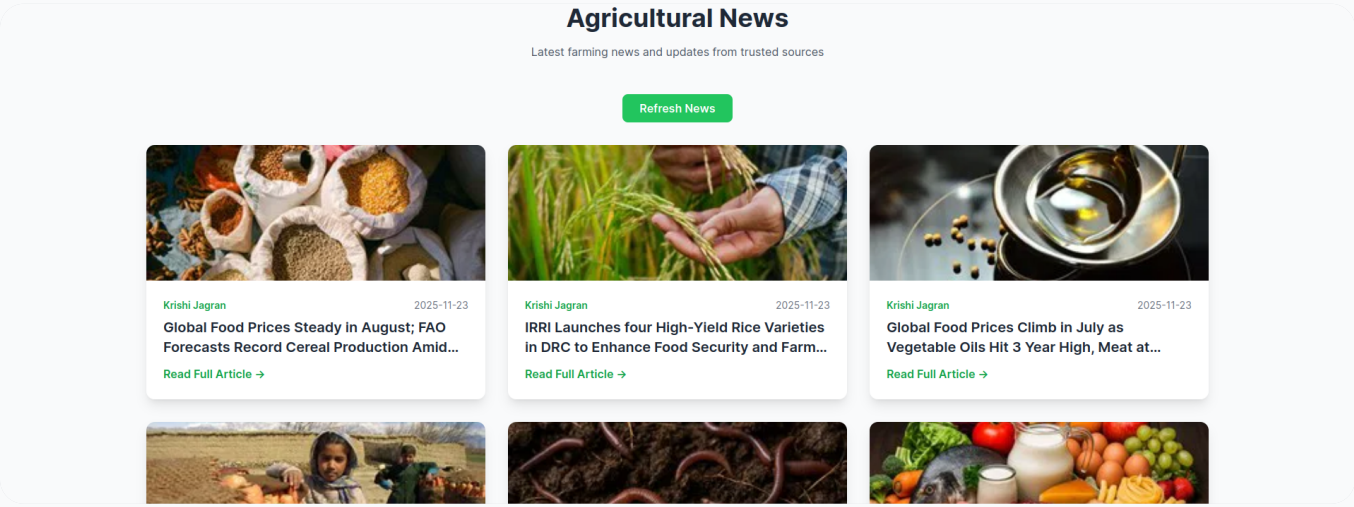 Agricultural News
Latest farming news and updates from trusted sources
Refresh News
Krishi Jagran 2025-11-23
Global Food Prices Steady in August; FAO
Forecasts Record Cereal Production Amid...
Read Full Article →
Krishi Jagran 2025-11-23
IRRI Launches four High-Yield Rice Varieties
in DRC to Enhance Food Security and Farm...
Read Full Article →
Krishi Jagran 2025-11-23
Global Food Prices Climb in July as
Vegetable Oils Hit 3 Year High, Meat at...
Read Full Article →